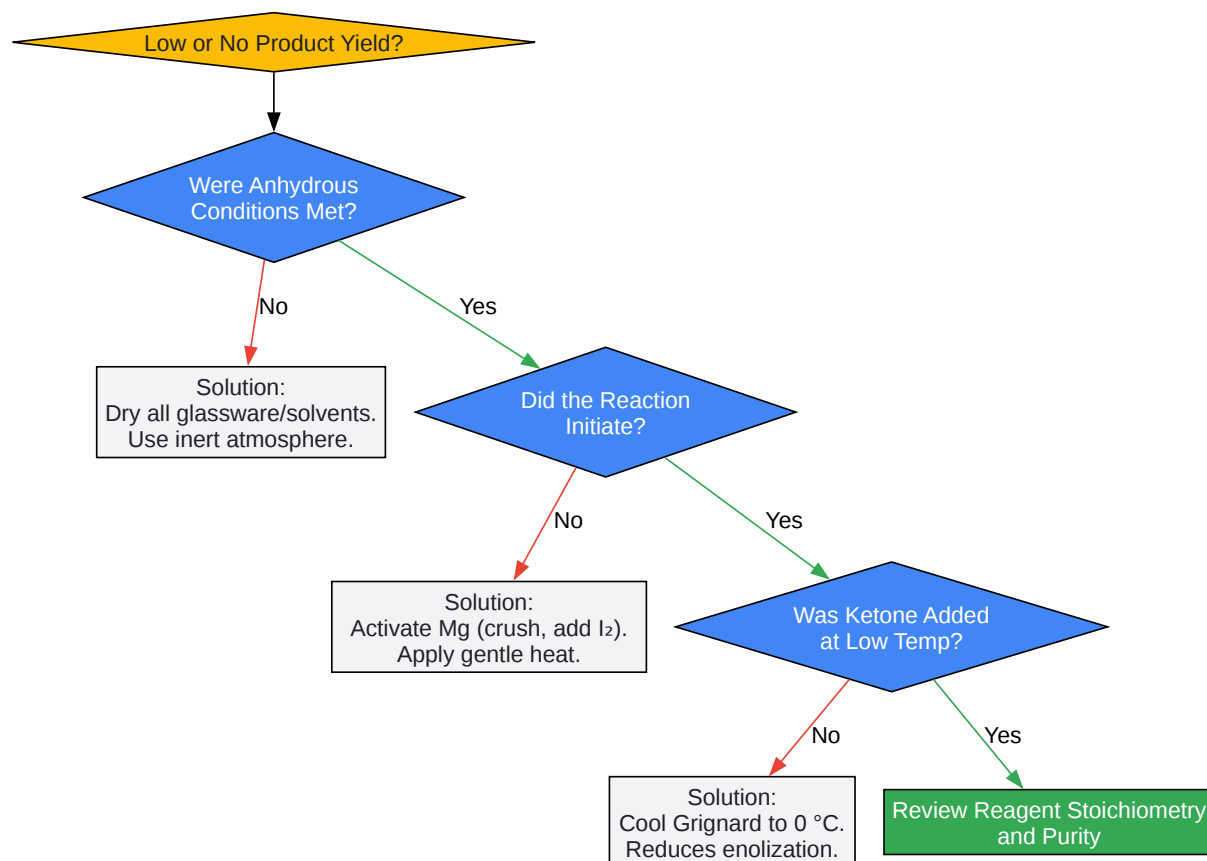 Low or No Product Yield?
Were Anhydrous
Conditions Met?
No
Yes
Solution:
Dry all glassware/solvents.
Use inert atmosphere.
Did the Reaction
Initiate?
No
Yes
Solution:
Activate Mg (crush, add I₂).
Apply gentle heat.
Was Ketone Added
at Low Temp?
No
Yes
Solution:
Cool Grignard to 0 °C.
Reduces enolization.
Review Reagent Stoichiometry
and Purity